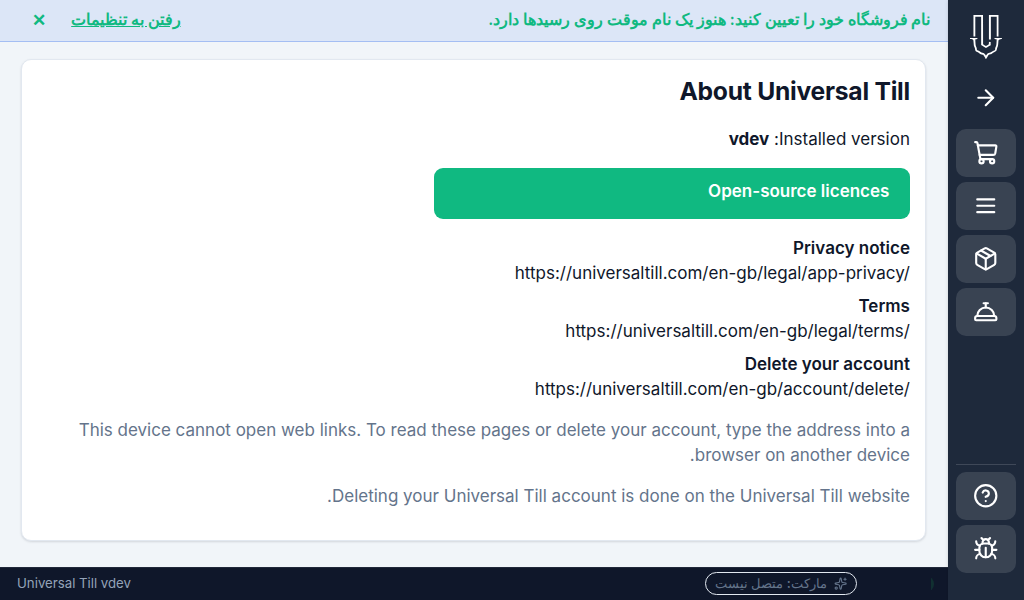 نام فروشگاه خود را تعیین کنید: هنوز یک نام موقت روی رسیدها دارد.
رفتن به تنظیمات
✕
About Universal Till
Installed version: vdev
Open-source licences
Privacy notice
https://universaltill.com/en-gb/legal/app-privacy/
Terms
https://universaltill.com/en-gb/legal/terms/
Delete your account
https://universaltill.com/en-gb/account/delete/
This device cannot open web links. To read these pages or delete your account, type the address into a
browser on another device.
Deleting your Universal Till account is done on the Universal Till website.
مارکت: متصل نیست
Universal Till vdev